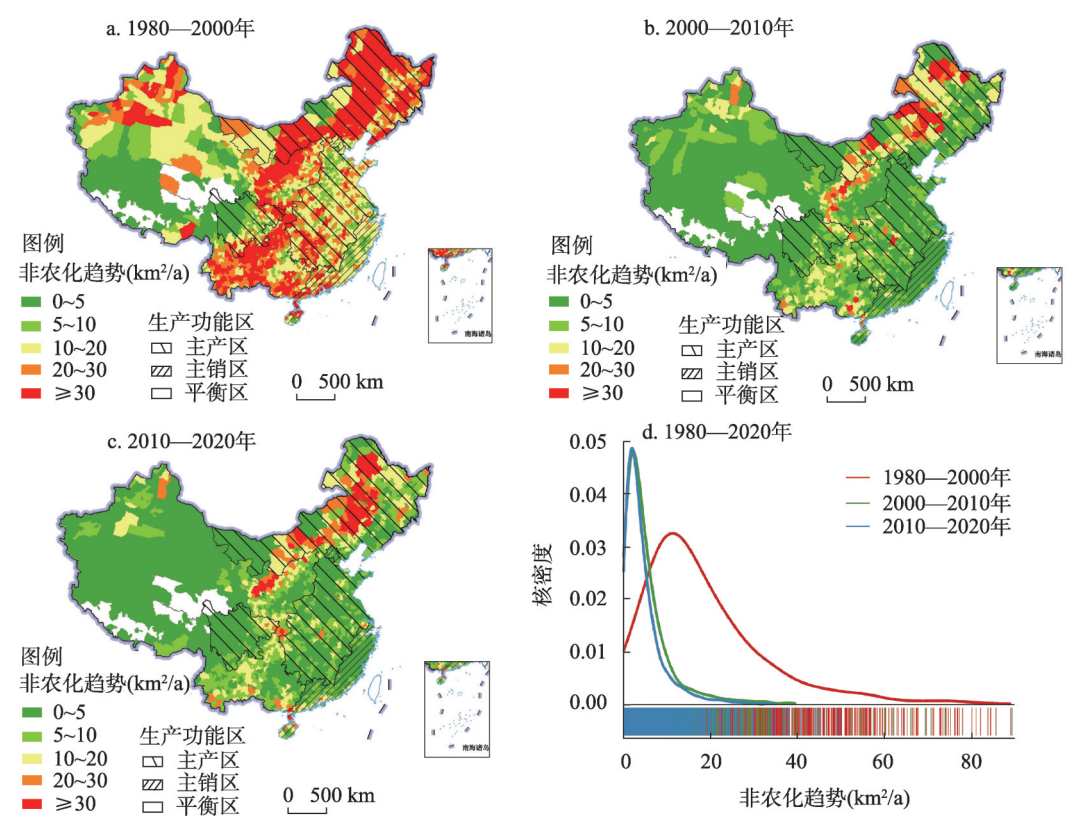 a. 1980—2000年
图例
非农化趋势(km²/a)
0~5
5~10
10~20
20~30
≥30
生产功能区
主产区
主销区
平衡区
0 500 km
南海诸岛
b. 2000—2010年
图例
非农化趋势(km²/a)
0~5
5~10
10~20
20~30
≥30
生产功能区
主产区
主销区
平衡区
0 500 km
南海诸岛
c. 2010—2020年
图例
非农化趋势(km²/a)
0~5
5~10
10~20
20~30
≥30
生产功能区
主产区
主销区
平衡区
0 500 km
南海诸岛
d. 1980—2020年
1980—2000年
2000—2010年
2010—2020年
核密度
0.05
0.04
0.03
0.02
0.01
0.00
0 20 40 60 80
非农化趋势(km²/a)